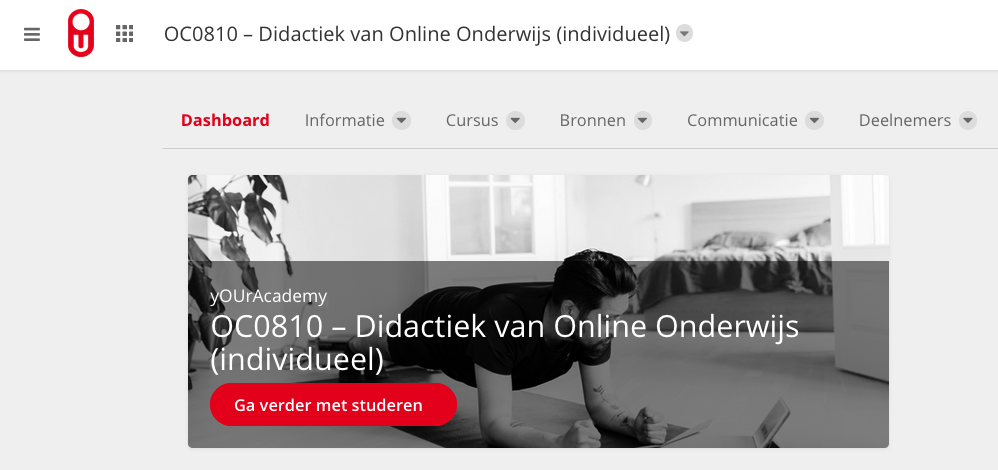 OC0810 – Didactiek van Online Onderwijs (individueel)
Dashboard Informatie Cursus Bronnen Communicatie Deelnemers
yOUrAcademy
OC0810 – Didactiek van Online Onderwijs
(individueel)
Ga verder met studeren